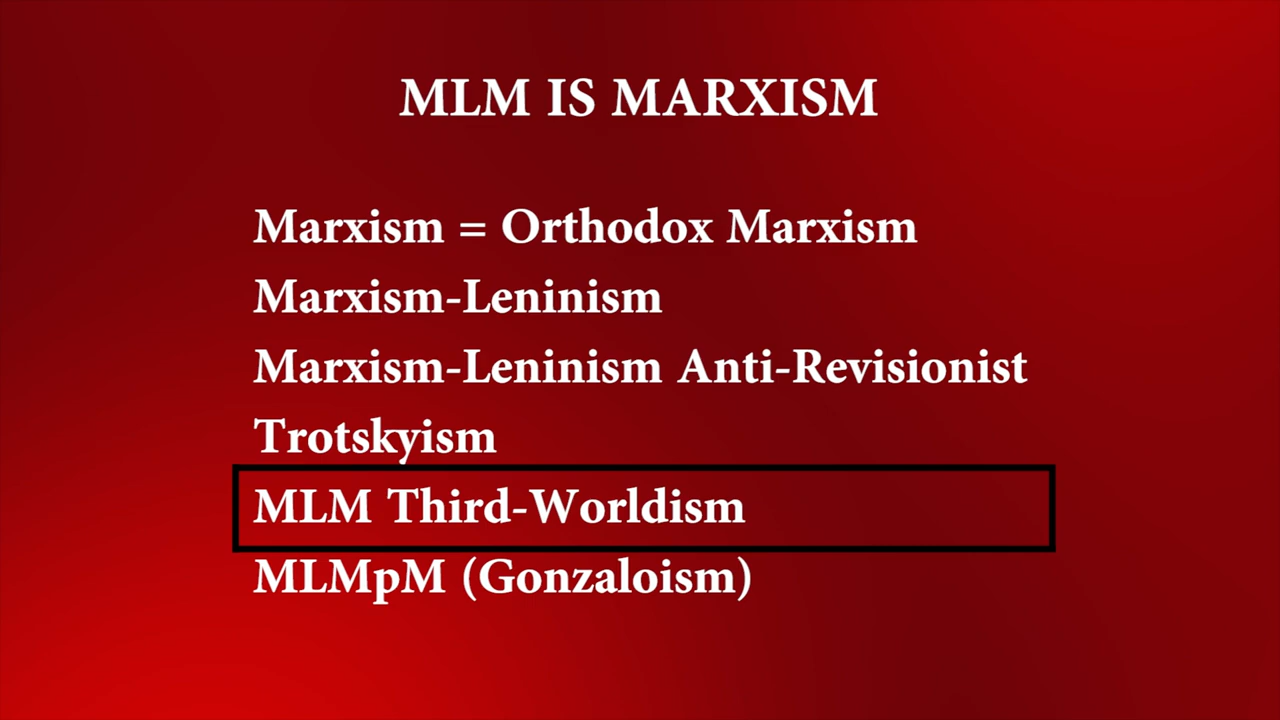 MLM IS MARXISM
Marxism = Orthodox Marxism
Marxism-Leninism
Marxism-Leninism Anti-Revisionist
Trotskyism
MLM Third-Worldism
MLMpM (Gonzaloism)